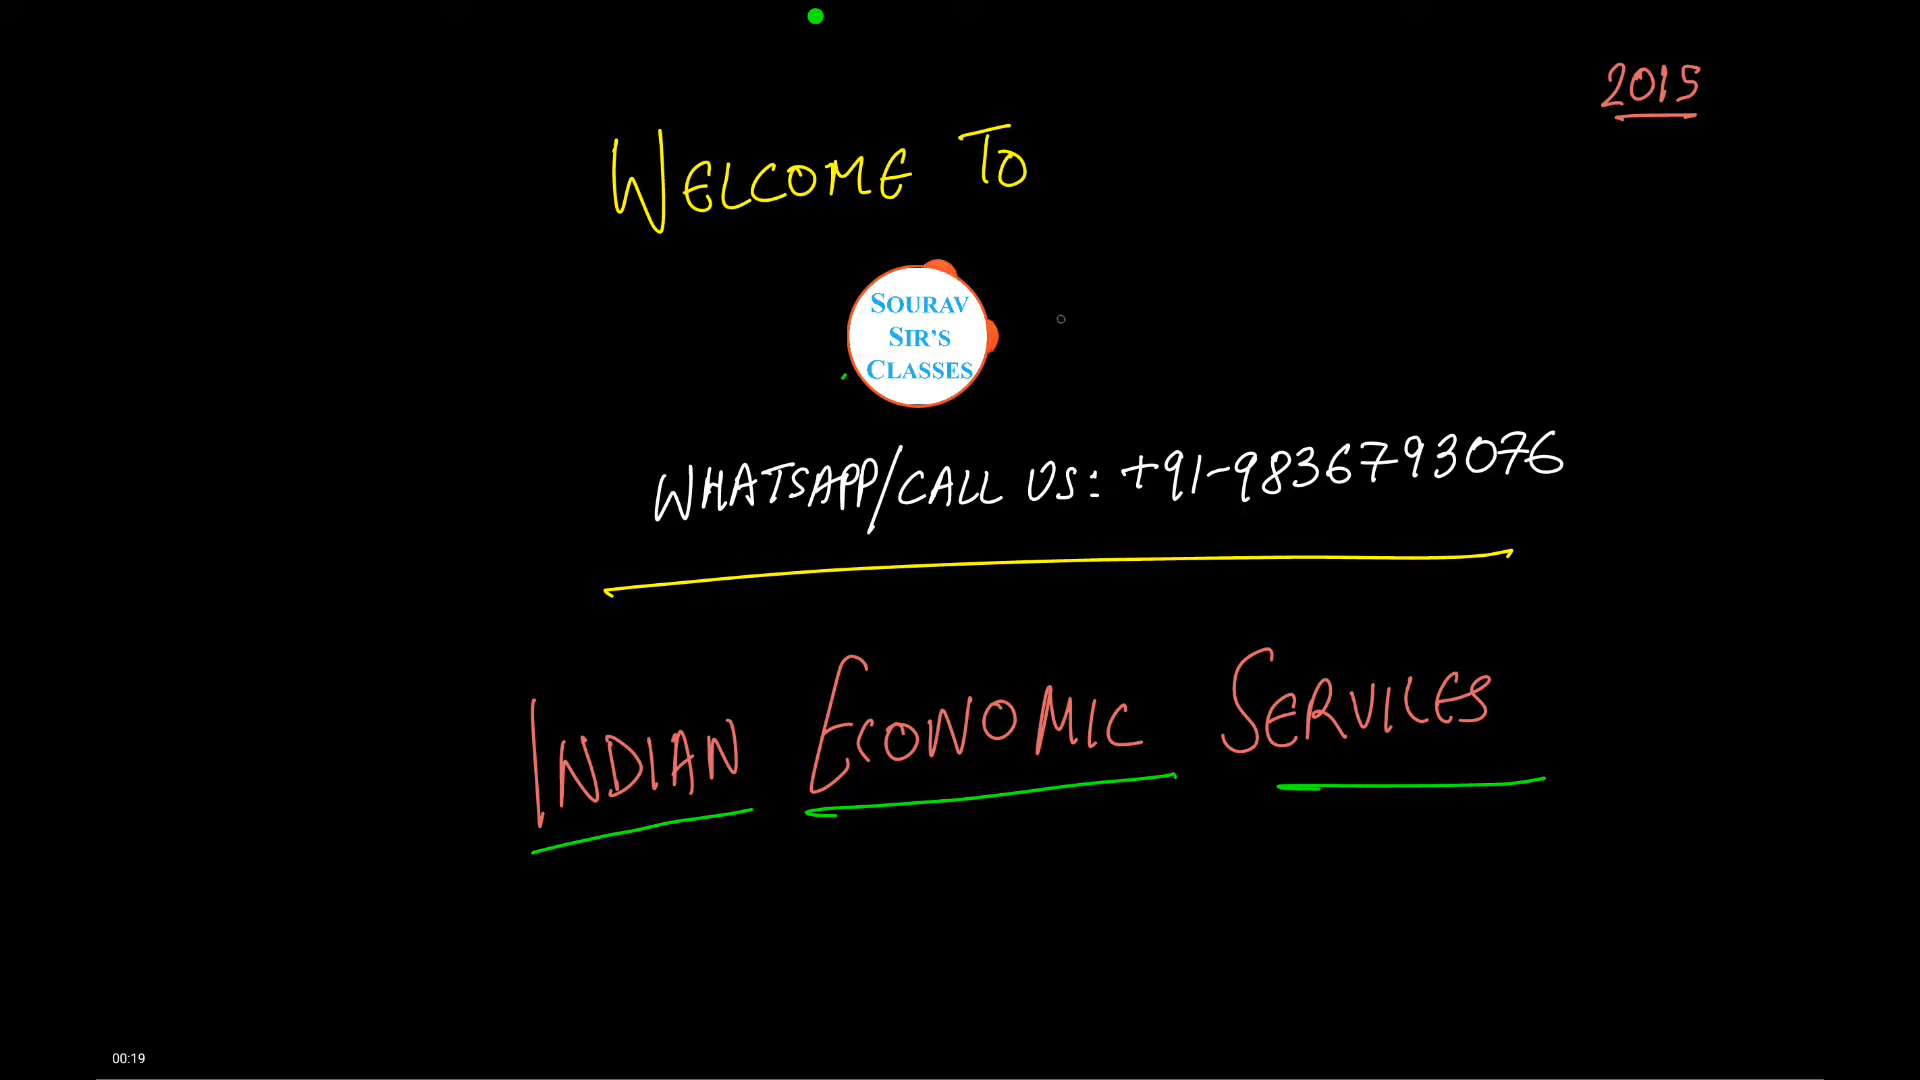 2015
WELCOME TO
SOURAV
SIR'S
CLASSES
WHATSAPP/CALL US: +91-9836793076
INDIAN ECONOMIC SERVICES
00:19